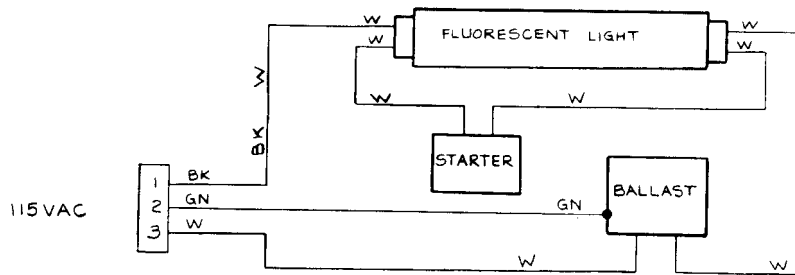 W FLUORESCENT LIGHT W
W W
W W
W
BK
STARTER
1 BK
115VAC 2 GN GN BALLAST
3 W
W W